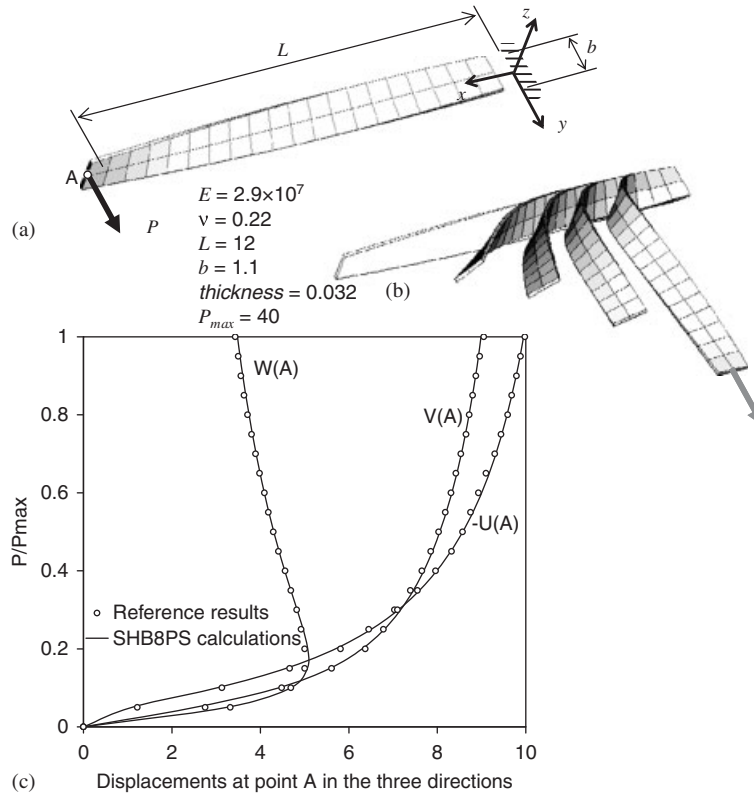 z
L
b
x
y
A
P
(a)
E = 2.9×10⁷
ν = 0.22
L = 12
b = 1.1
thickness = 0.032
P_max = 40
(b)
1
W(A)
V(A)
0.8
0.6
-U(A)
P/Pmax
0.4
Reference results
SHB8PS calculations
0.2
0
0 2 4 6 8 10
(c) Displacements at point A in the three directions